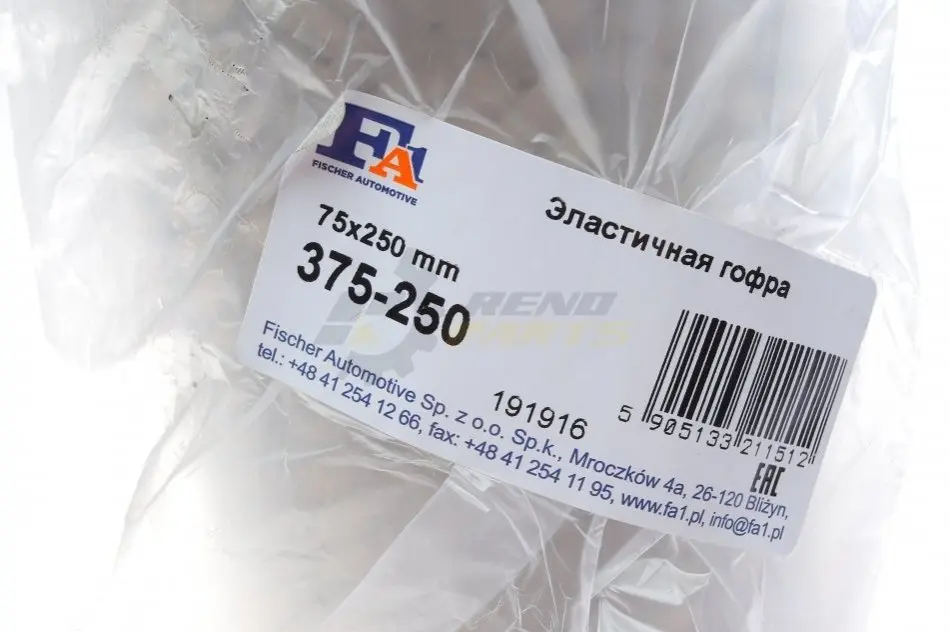 FA1
FISCHER AUTOMOTIVE
Эластичная гофра
75x250 mm
375-250
RENO
PARTS
191916
5 905133 211512
EAC
Fischer Automotive Sp. z o.o. Sp.k., Mroczków 4a, 26-120 Bliżyn,
tel.: +48 41 254 12 66, fax: +48 41 254 11 95, www.fa1.pl, info@fa1.pl